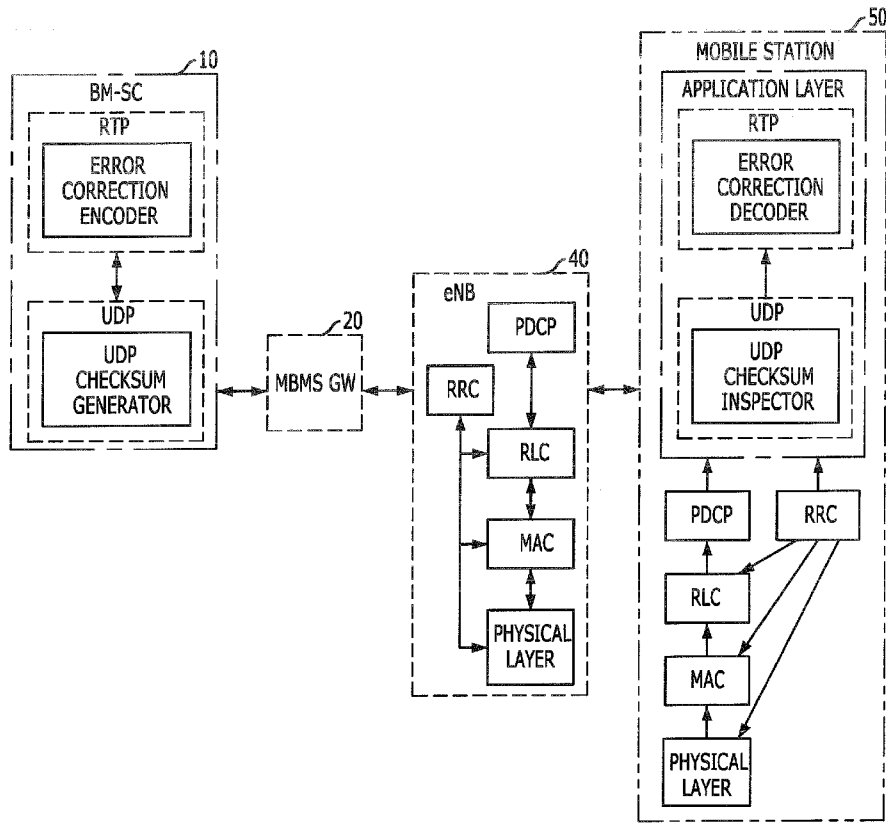 10
BM-SC
RTP
ERROR
CORRECTION
ENCODER
UDP
UDP
CHECKSUM
GENERATOR
20
MBMS GW
40
eNB
PDCP
RRC
RLC
MAC
PHYSICAL
LAYER
50
MOBILE STATION
APPLICATION LAYER
RTP
ERROR
CORRECTION
DECODER
UDP
UDP
CHECKSUM
INSPECTOR
PDCP
RRC
RLC
MAC
PHYSICAL
LAYER